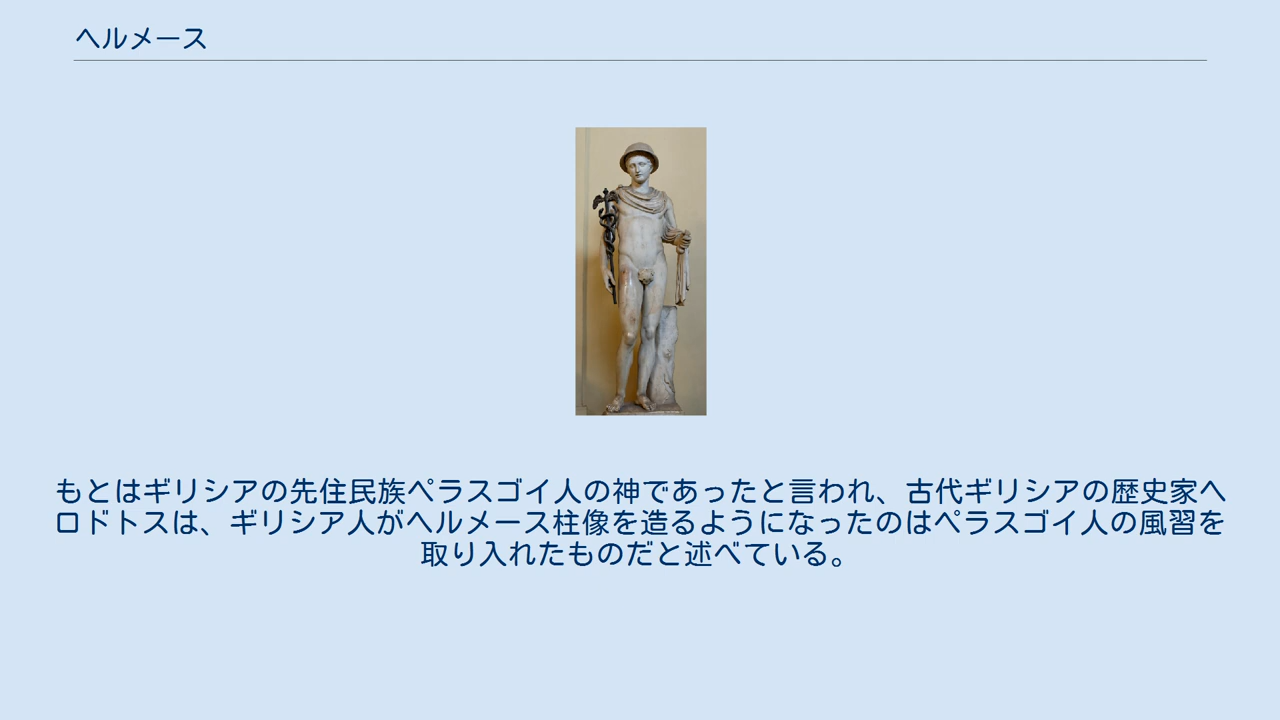 ヘルメース
もとはギリシアの先住民族ペラスゴイ人の神であったと言われ、古代ギリシアの歴史家ヘ
ロドトスは、ギリシア人がヘルメース柱像を造るようになったのはペラスゴイ人の風習を
取り入れたものだと述べている。